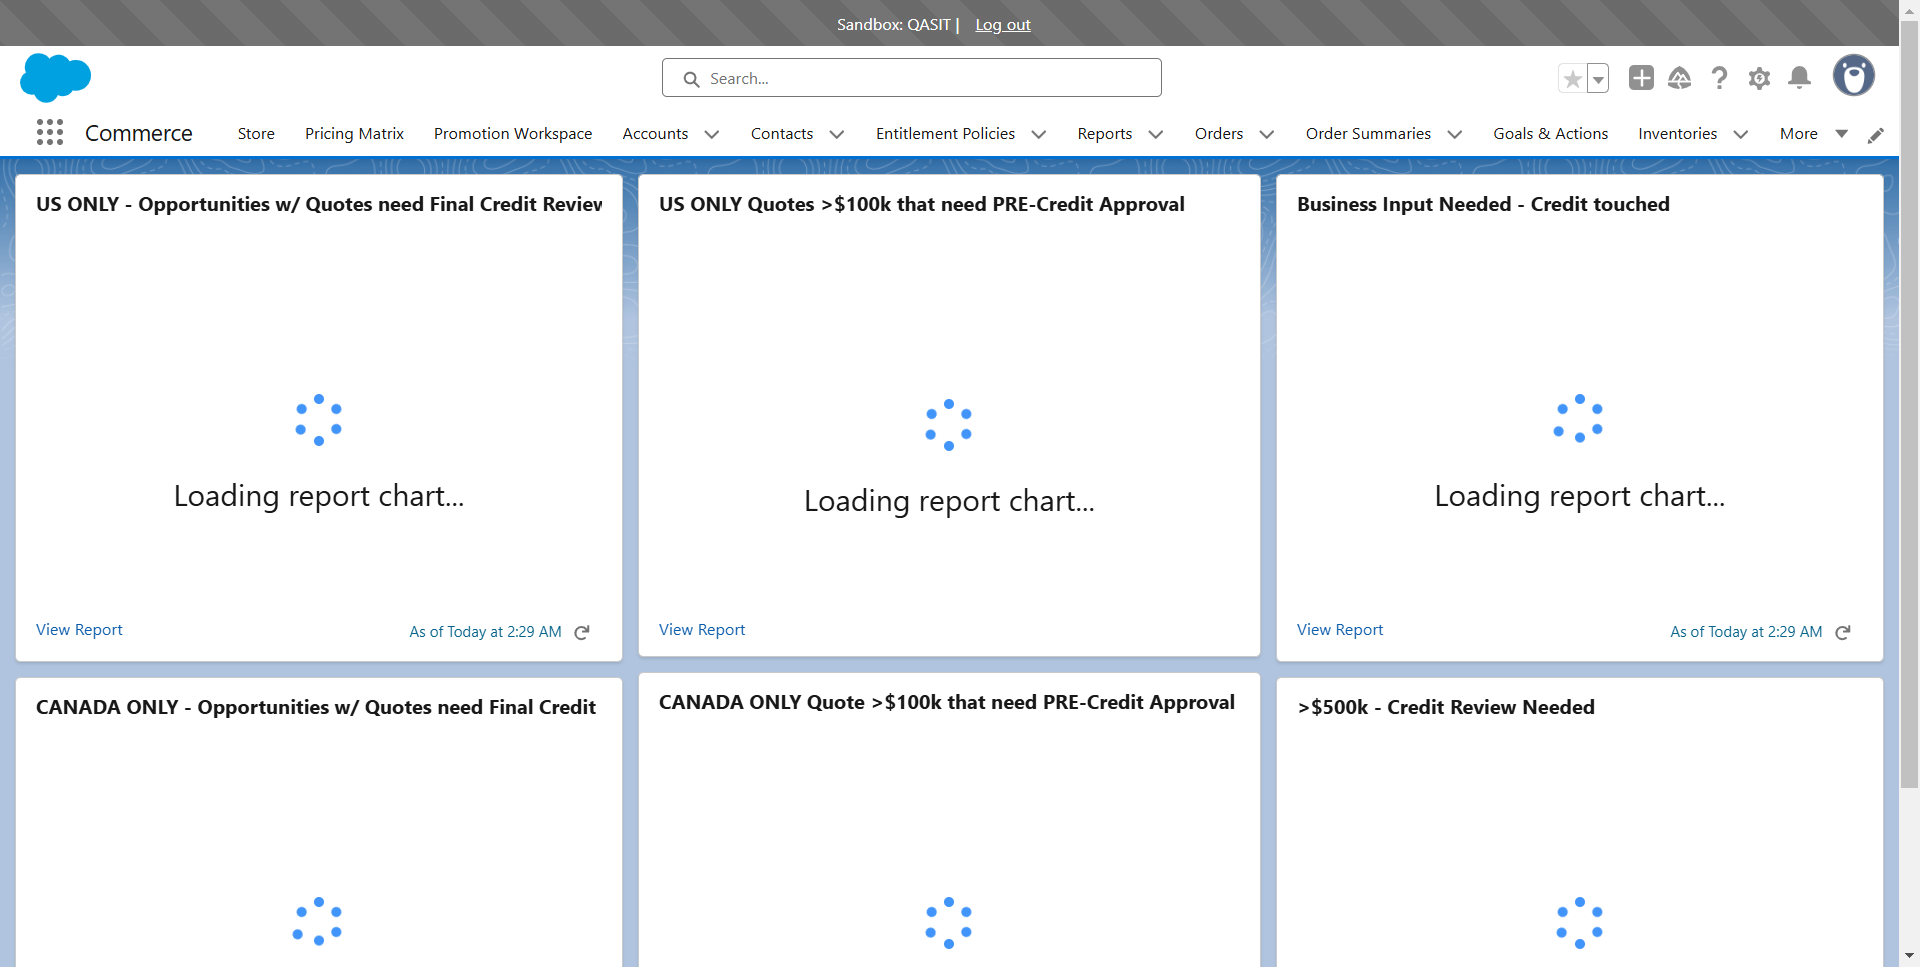 Sandbox: QASIT | Log out
Search...
Commerce Store Pricing Matrix Promotion Workspace Accounts Contacts Entitlement Policies Reports Orders Order Summaries Goals & Actions Inventories More
US ONLY - Opportunities w/ Quotes need Final Credit Review
Loading report chart...
View Report As of Today at 2:29 AM
US ONLY Quotes >$100k that need PRE-Credit Approval
Loading report chart...
View Report
Business Input Needed - Credit touched
Loading report chart...
View Report As of Today at 2:29 AM
CANADA ONLY - Opportunities w/ Quotes need Final Credit
CANADA ONLY Quote >$100k that need PRE-Credit Approval
>$500k - Credit Review Needed